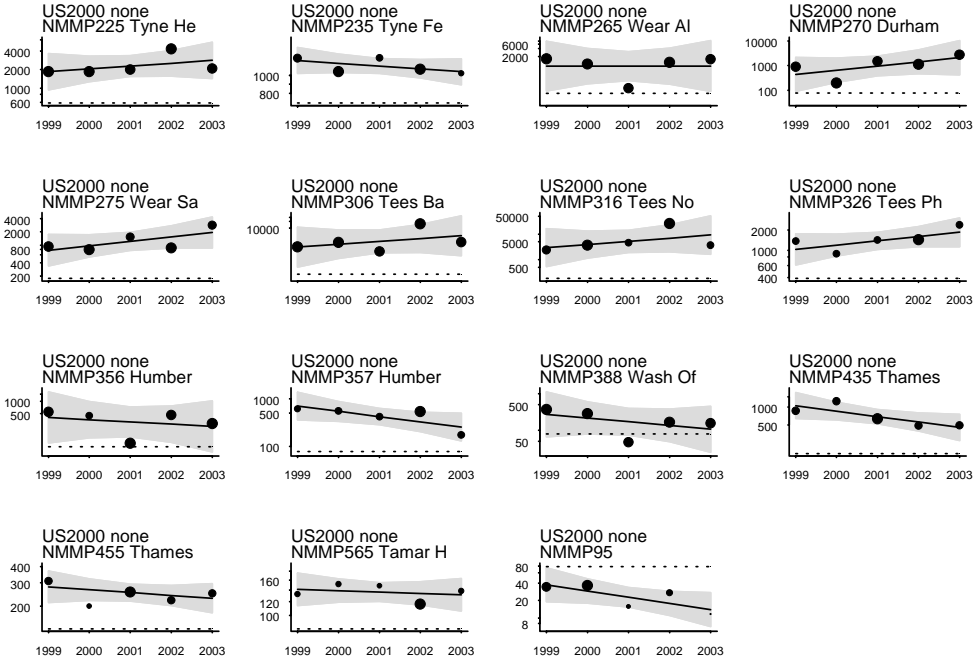 US2000 none
NMMP225 Tyne He
4000
2000
1000
600
1999 2000 2001 2002 2003
US2000 none
NMMP235 Tyne Fe
1000
800
1999 2000 2001 2002 2003
US2000 none
NMMP265 Wear Al
6000
2000
1999 2000 2001 2002 2003
US2000 none
NMMP270 Durham
10000
1000
100
1999 2000 2001 2002 2003
US2000 none
NMMP275 Wear Sa
4000
2000
800
400
200
1999 2000 2001 2002 2003
US2000 none
NMMP306 Tees Ba
10000
1999 2000 2001 2002 2003
US2000 none
NMMP316 Tees No
50000
5000
500
1999 2000 2001 2002 2003
US2000 none
NMMP326 Tees Ph
2000
1000
600
400
1999 2000 2001 2002 2003
US2000 none
NMMP356 Humber
1000
500
1999 2000 2001 2002 2003
US2000 none
NMMP357 Humber
1000
500
100
1999 2000 2001 2002 2003
US2000 none
NMMP388 Wash Of
500
50
1999 2000 2001 2002 2003
US2000 none
NMMP435 Thames
1000
500
1999 2000 2001 2002 2003
US2000 none
NMMP455 Thames
400
300
200
1999 2000 2001 2002 2003
US2000 none
NMMP565 Tamar H
160
120
100
1999 2000 2001 2002 2003
US2000 none
NMMP95
80
40
20
8
1999 2000 2001 2002 2003